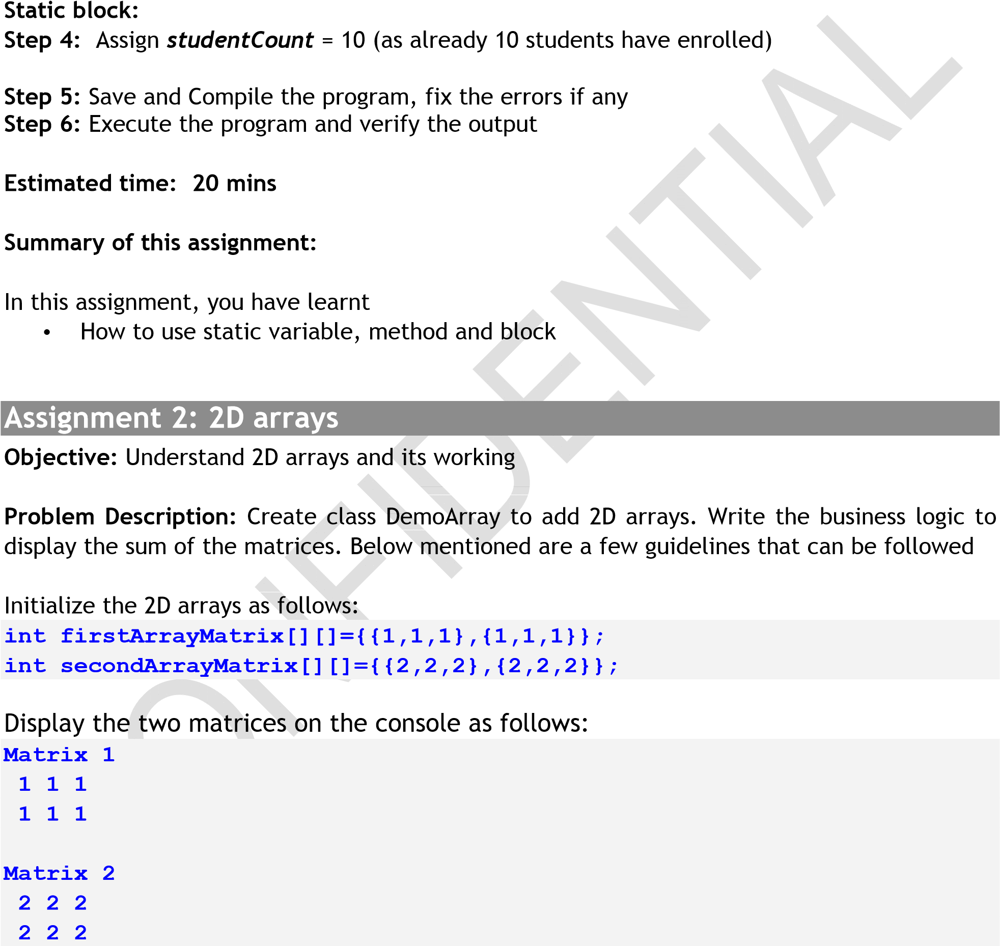 Static block:
Step 4:  Assign studentCount = 10 (as already 10 students have enrolled)
Step 5: Save and Compile the program, fix the errors if any
Step 6: Execute the program and verify the output
Estimated time:  20 mins
Summary of this assignment:
In this assignment, you have learnt
• How to use static variable, method and block
Assignment 2: 2D arrays
Objective: Understand 2D arrays and its working
Problem Description: Create class DemoArray to add 2D arrays. Write the business logic to
display the sum of the matrices. Below mentioned are a few guidelines that can be followed
Initialize the 2D arrays as follows:
int firstArrayMatrix[][]={{1,1,1},{1,1,1}};
int secondArrayMatrix[][]={{2,2,2},{2,2,2}};
Display the two matrices on the console as follows:
Matrix 1
 1 1 1
 1 1 1
Matrix 2
 2 2 2
 2 2 2
ONFIDENTIAL